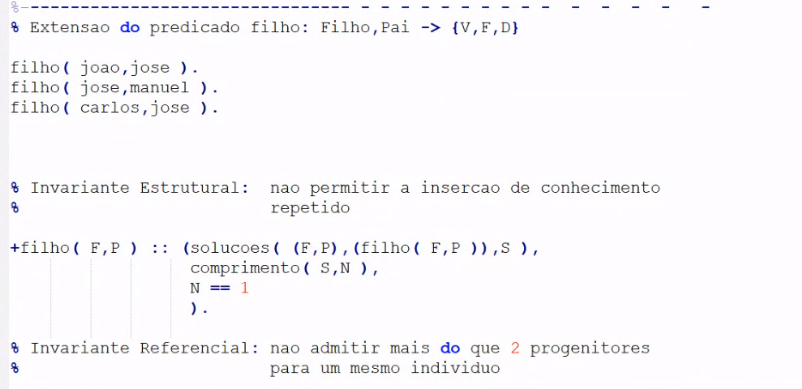 %--------------------------------- - - - - - - - - - - - - - - -
% Extensao do predicado filho: Filho,Pai -> {V,F,D}
filho( joao,jose ).
filho( jose,manuel ).
filho( carlos,jose ).
% Invariante Estrutural: nao permitir a insercao de conhecimento
% repetido
+filho( F,P ) :: (solucoes( (F,P),(filho( F,P )),S ),
comprimento( S,N ),
N == 1
).
% Invariante Referencial: nao admitir mais do que 2 progenitores
% para um mesmo individuo